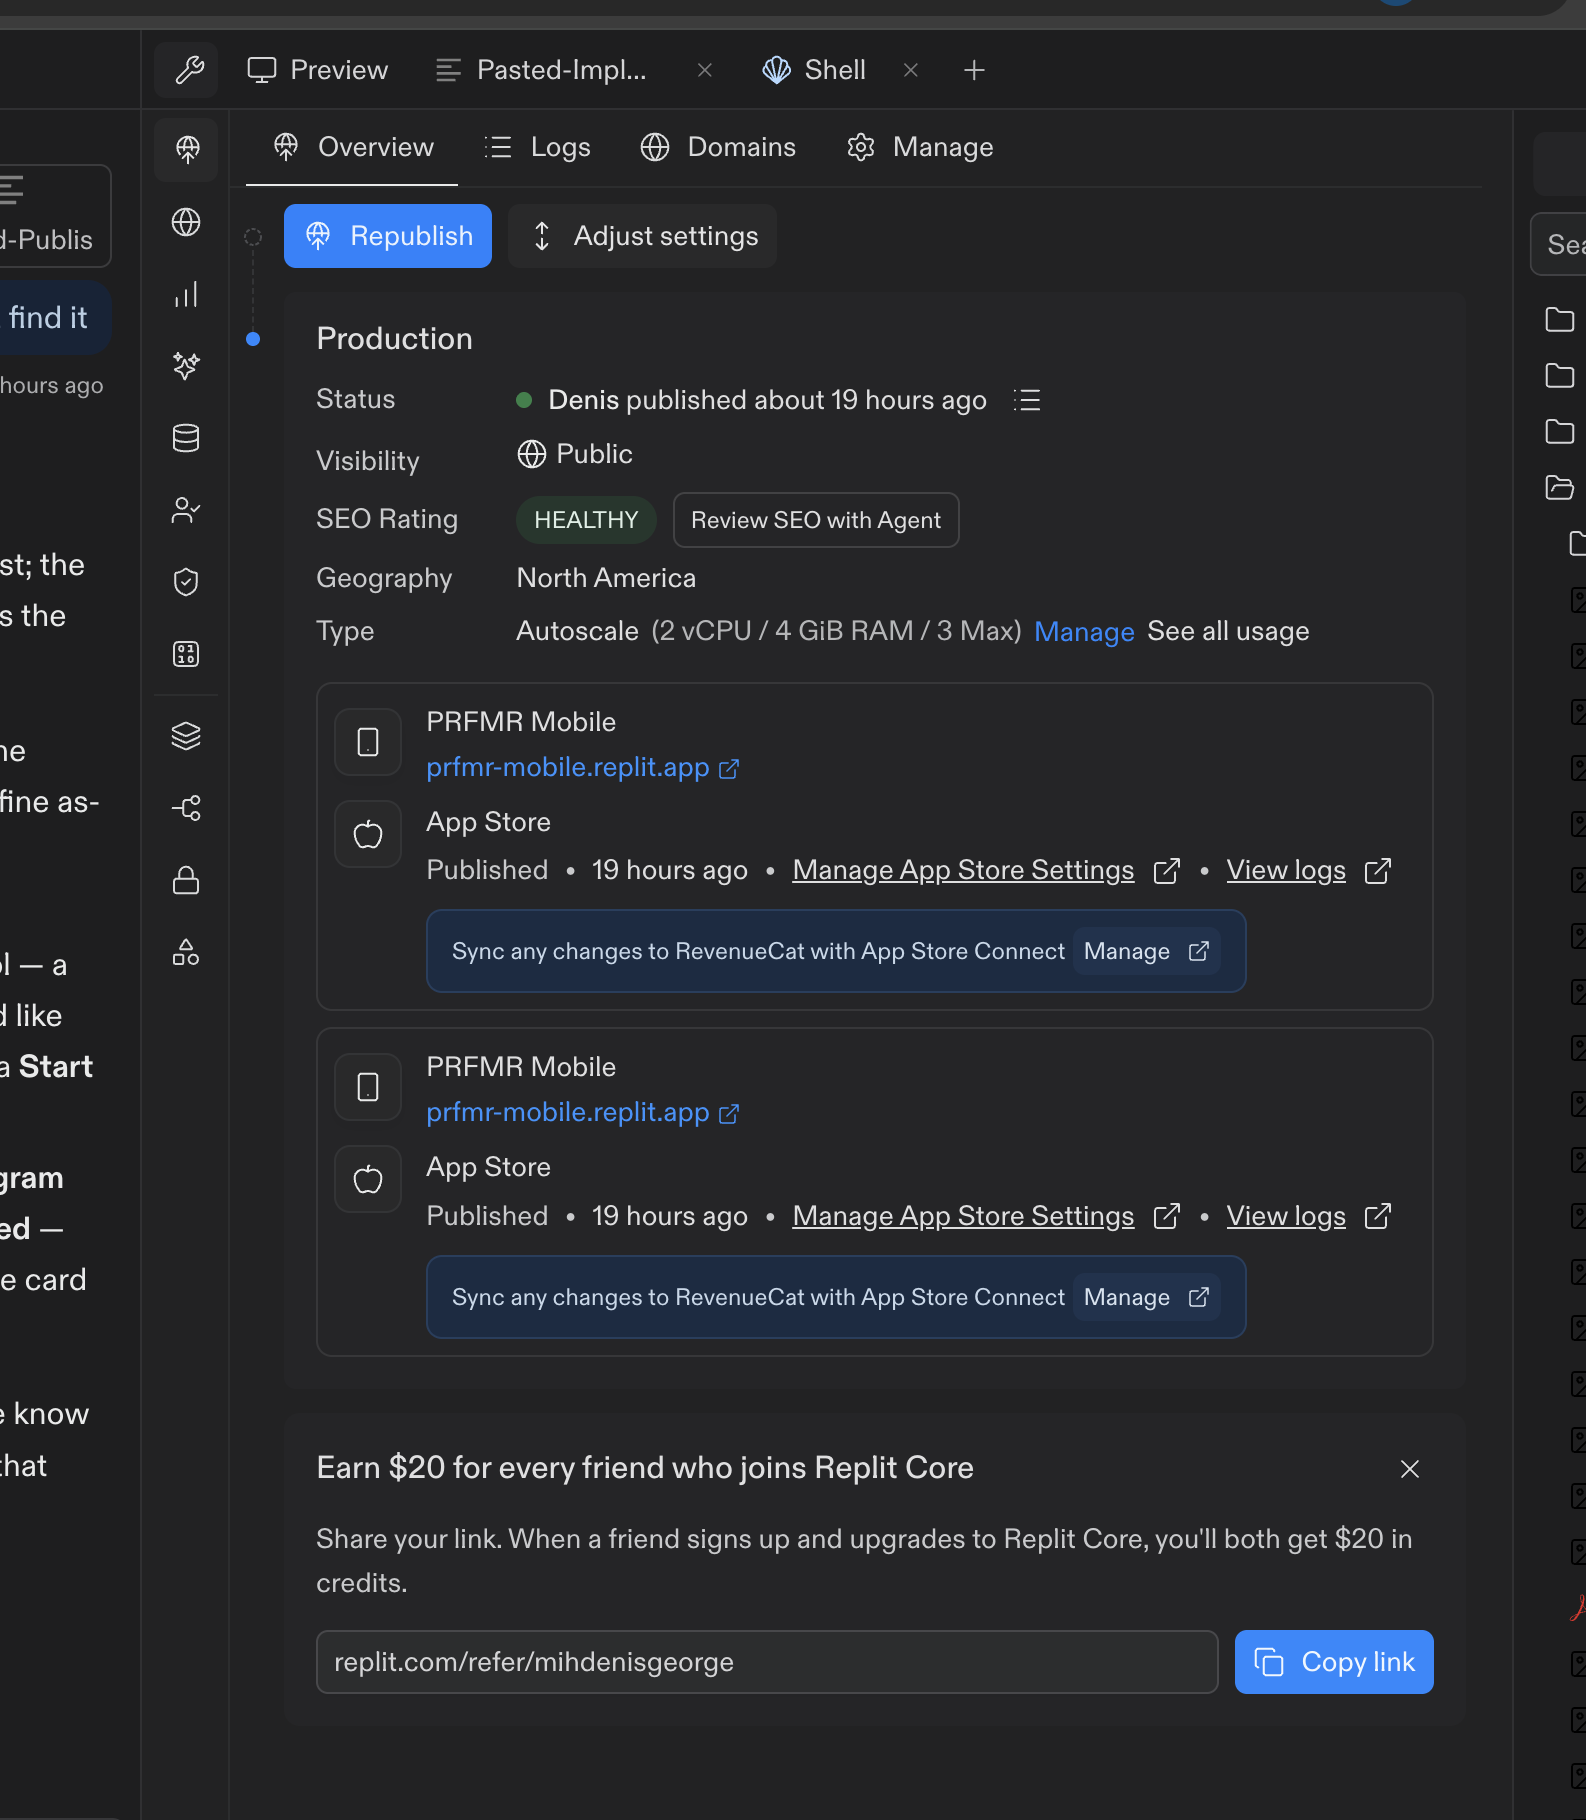 Preview
Pasted-Impl...
Shell
Overview
Logs
Domains
Manage
d-Publis
find it
hours ago
st; the
s the
ne
fine as-
ol — a
d like
a Start
gram
ed —
e card
e know
that
Republish
Adjust settings
Production
Status
Denis published about 19 hours ago
Visibility
Public
SEO Rating
HEALTHY
Review SEO with Agent
Geography
North America
Type
Autoscale (2 vCPU / 4 GiB RAM / 3 Max) Manage See all usage
PRFMR Mobile
prfmr-mobile.replit.app
App Store
Published • 19 hours ago • Manage App Store Settings • View logs
Sync any changes to RevenueCat with App Store Connect Manage
PRFMR Mobile
prfmr-mobile.replit.app
App Store
Published • 19 hours ago • Manage App Store Settings • View logs
Sync any changes to RevenueCat with App Store Connect Manage
Earn $20 for every friend who joins Replit Core
Share your link. When a friend signs up and upgrades to Replit Core, you'll both get $20 in
credits.
replit.com/refer/mihdenisgeorge
Copy link
Sea